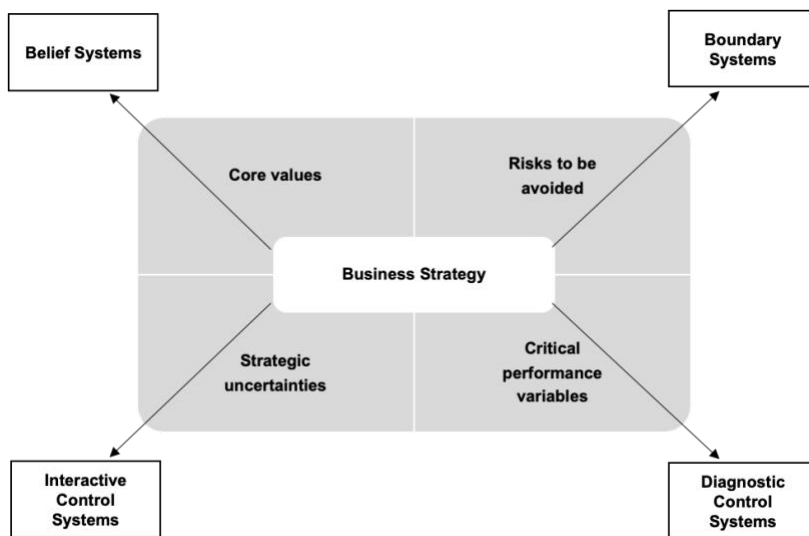 Belief Systems
Boundary
Systems
Core values
Risks to be
avoided
Business Strategy
Strategic
uncertainties
Critical
performance
variables
Interactive
Control
Systems
Diagnostic
Control
Systems